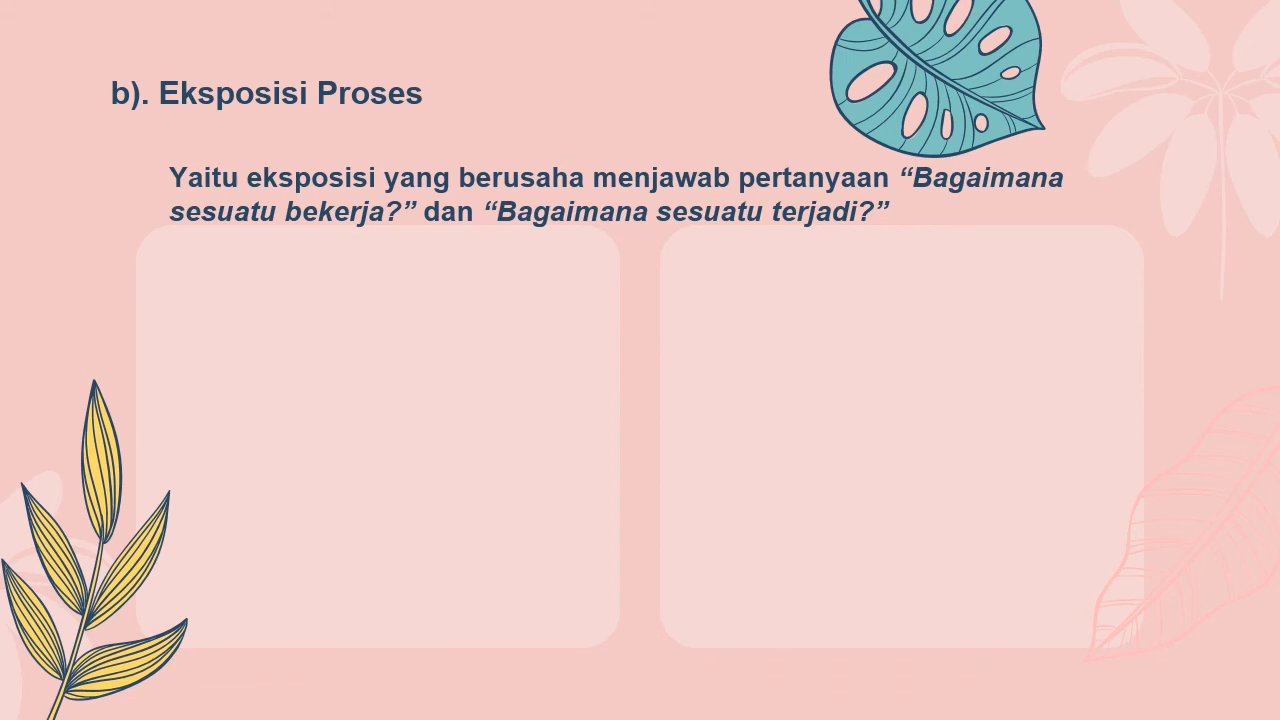 b). Eksposisi Proses
Yaitu eksposisi yang berusaha menjawab pertanyaan “Bagaimana
sesuatu bekerja?” dan “Bagaimana sesuatu terjadi?”